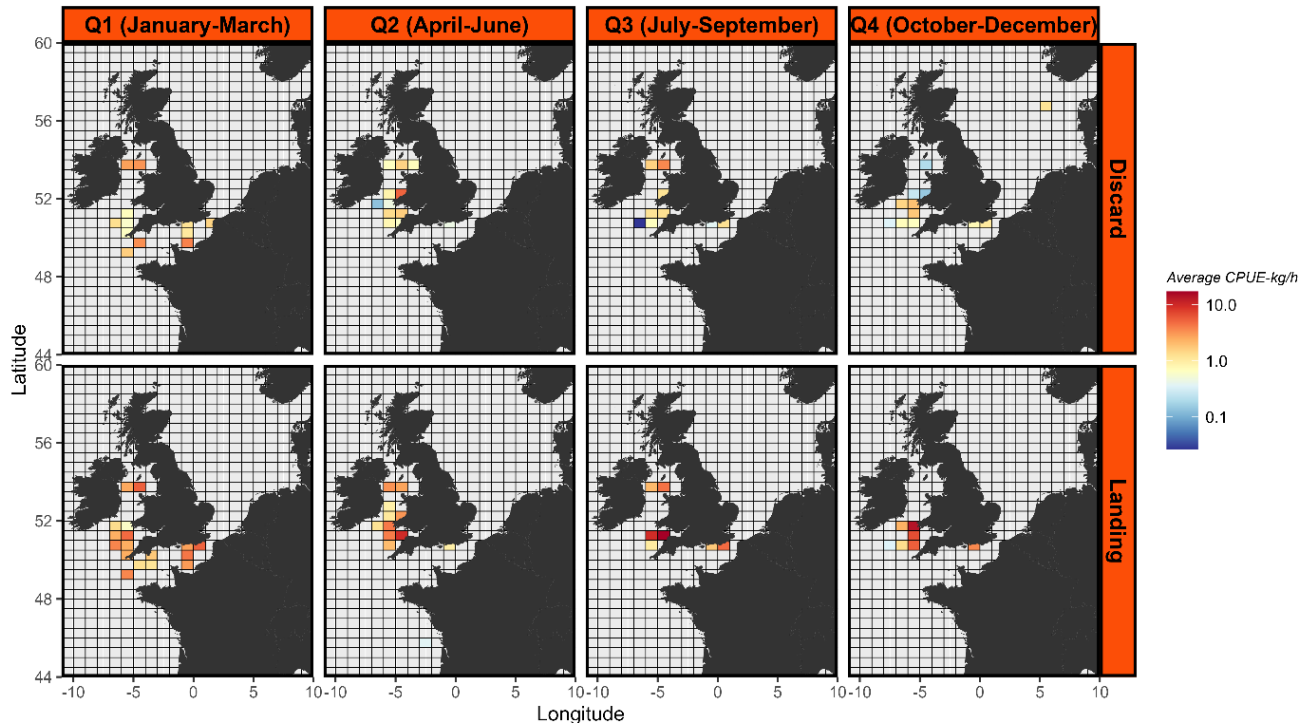 Q1 (January-March) Q2 (April-June) Q3 (July-September) Q4 (October-December)
60
56
52
48
44
Discard
Average CPUE-kg/h
10.0
1.0
0.1
Latitude
60
56
52
48
44
Landing
-10 -5 0 5 10 -10 -5 0 5 10 -10 -5 0 5 10 -10 -5 0 5 10
Longitude